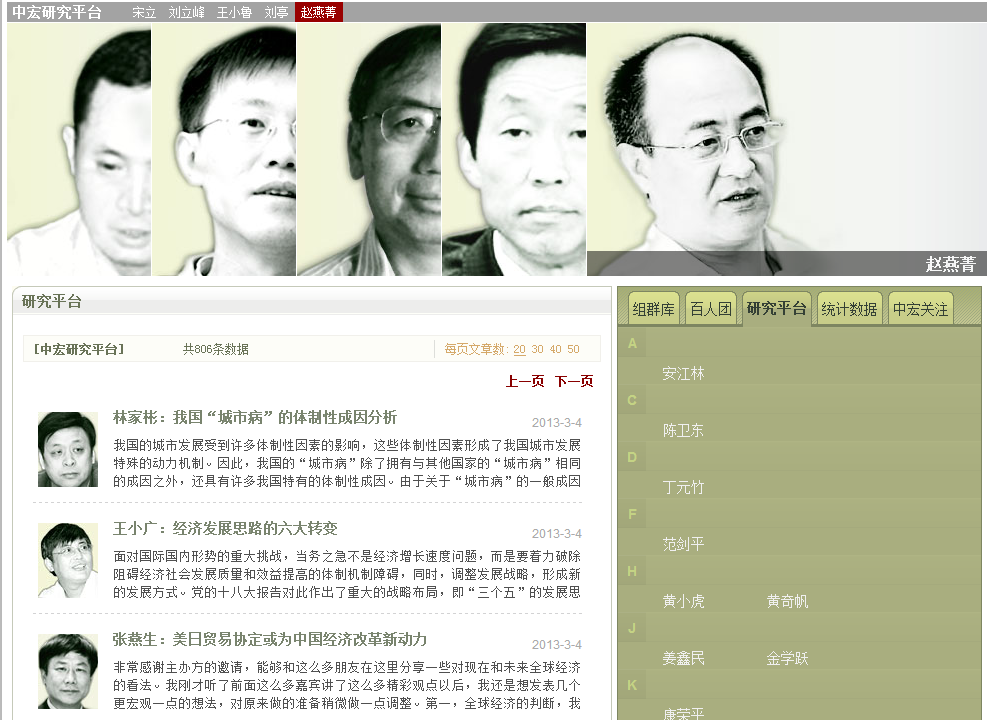 中宏研究平台 宋立 刘立峰 王小鲁 刘亭 赵燕菁
赵燕菁
研究平台
[中宏研究平台] 共806条数据 每页文章数: 20 30 40 50
上一页 下一页
林家彬：我国“城市病”的体制性成因分析 2013-3-4
我国的城市发展受到许多体制性因素的影响，这些体制性因素形成了我国城市发展
特殊的动力机制。因此，我国的“城市病”除了拥有与其他国家的“城市病”相同
的成因之外，还具有许多我国特有的体制性成因。由于关于“城市病”的一般成因
王小广：经济发展思路的六大转变 2013-3-4
面对国际国内形势的重大挑战，当务之急不是经济增长速度问题，而是要着力破除
阻碍经济社会发展质量和效益提高的体制机制障碍，同时，调整发展战略，形成新
的发展方式。党的十八大报告对此作出了重大的战略布局，即“三个五”的发展思
张燕生：美日贸易协定或为中国经济改革新动力 2013-3-4
非常感谢主办方的邀请，能够和这么多朋友在这里分享一些对现在和未来全球经济
的看法。我刚才听了前面这么多嘉宾讲了这么多精彩观点以后，我还是想发表几个
更宏观一点的想法，对原来做的准备稍微做一点调整。第一，全球经济的判断，我
组群库 百人团 研究平台 统计数据 中宏关注
A
安江林
C
陈卫东
D
丁元竹
F
范剑平
H
黄小虎 黄奇帆
J
姜鑫民 金学跃
K
康荣平